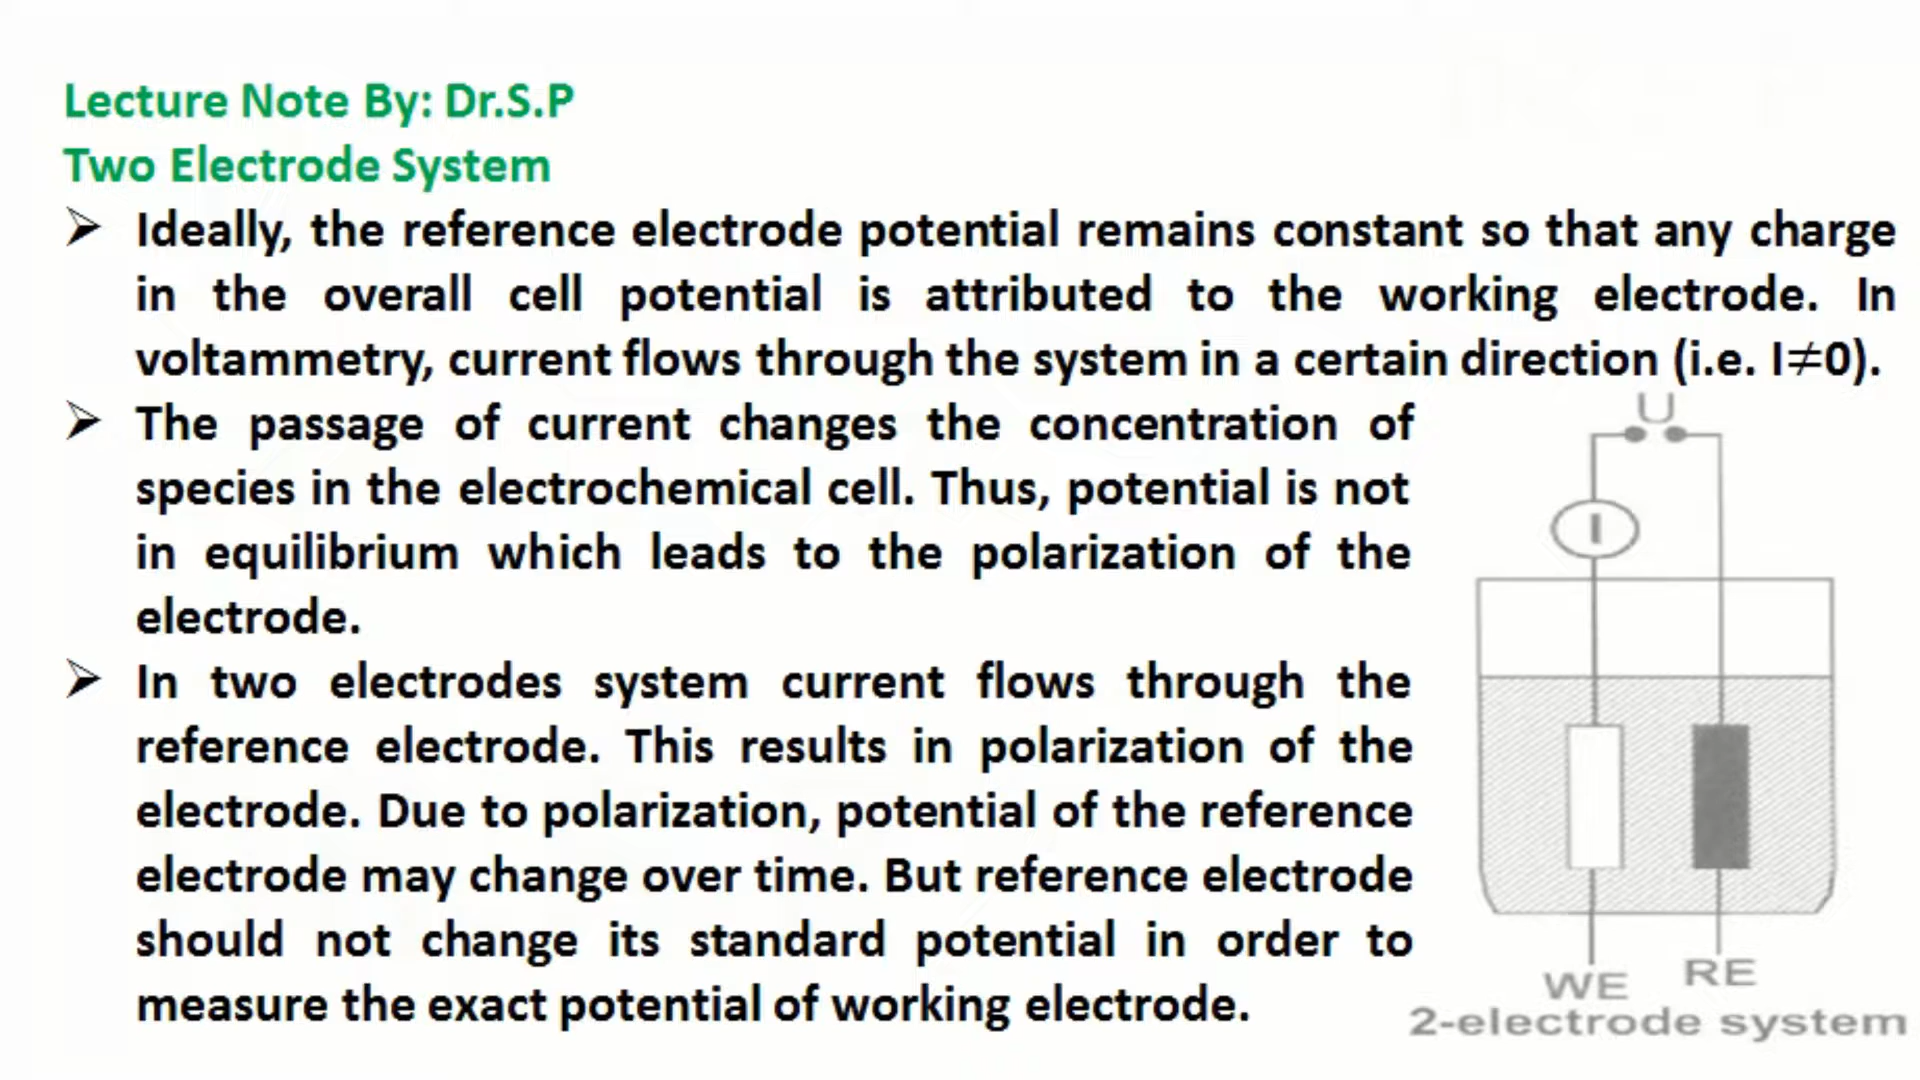 Lecture Note By: Dr.S.P
Two Electrode System
➢ Ideally, the reference electrode potential remains constant so that any charge
in the overall cell potential is attributed to the working electrode. In
voltammetry, current flows through the system in a certain direction (i.e. I≠0).
➢ The passage of current changes the concentration of
species in the electrochemical cell. Thus, potential is not
in equilibrium which leads to the polarization of the
electrode.
➢ In two electrodes system current flows through the
reference electrode. This results in polarization of the
electrode. Due to polarization, potential of the reference
electrode may change over time. But reference electrode
should not change its standard potential in order to
measure the exact potential of working electrode.
U
I
WE RE
2-electrode system